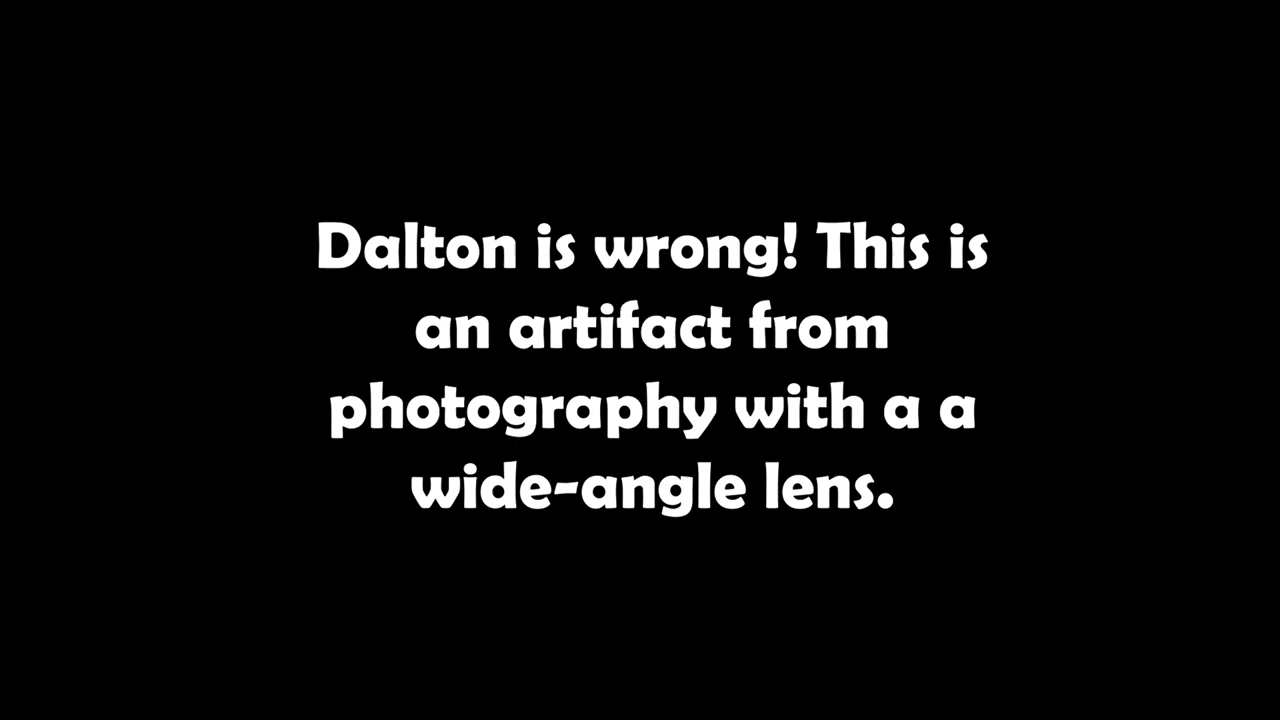 Dalton is wrong! This is
an artifact from
photography with a a
wide-angle lens.